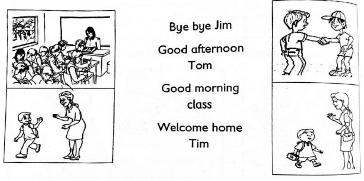 Bye bye Jim
Good afternoon
Tom
Good morning
class
Welcome home
Tim